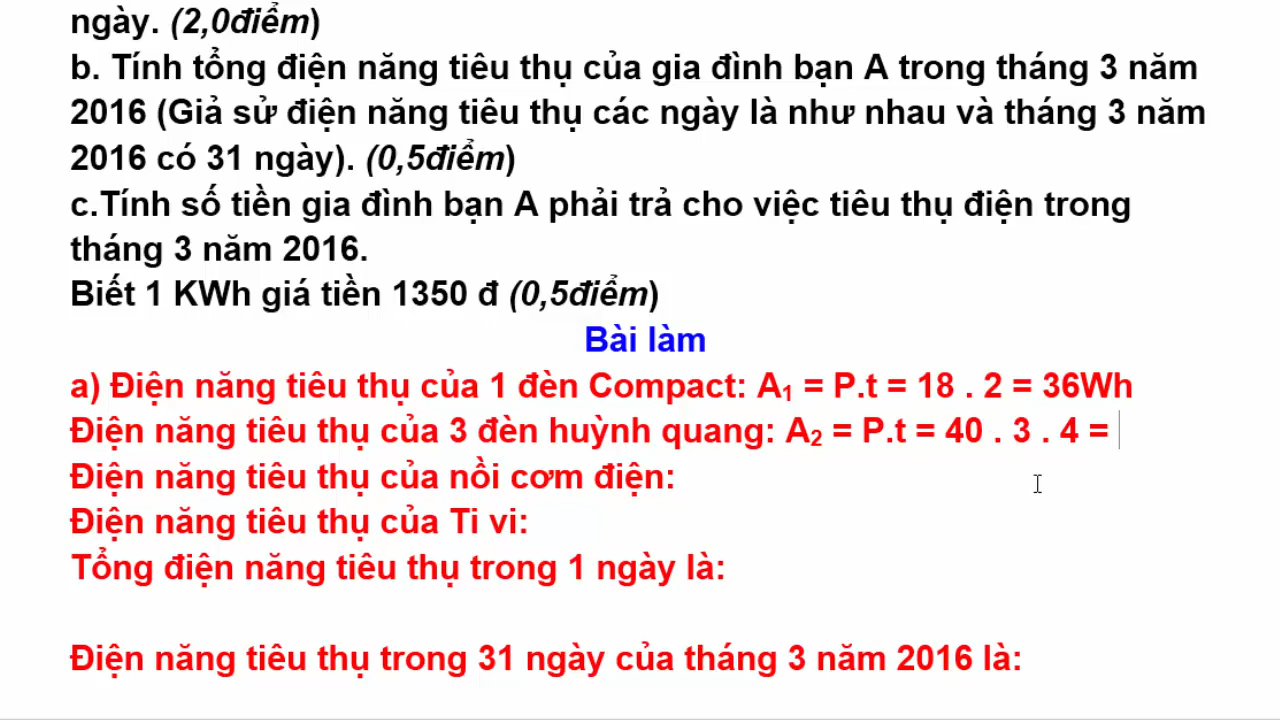 ngày. (2,0điểm)
b. Tính tổng điện năng tiêu thụ của gia đình bạn A trong tháng 3 năm
2016 (Giả sử điện năng tiêu thụ các ngày là như nhau và tháng 3 năm
2016 có 31 ngày). (0,5điểm)
c.Tính số tiền gia đình bạn A phải trả cho việc tiêu thụ điện trong
tháng 3 năm 2016.
Biết 1 KWh giá tiền 1350 đ (0,5điểm)
Bài làm
a) Điện năng tiêu thụ của 1 đèn Compact: A₁ = P.t = 18 . 2 = 36Wh
Điện năng tiêu thụ của 3 đèn huỳnh quang: A₂ = P.t = 40 . 3 . 4 =
Điện năng tiêu thụ của nồi cơm điện:
Điện năng tiêu thụ của Ti vi:
Tổng điện năng tiêu thụ trong 1 ngày là:
Điện năng tiêu thụ trong 31 ngày của tháng 3 năm 2016 là: